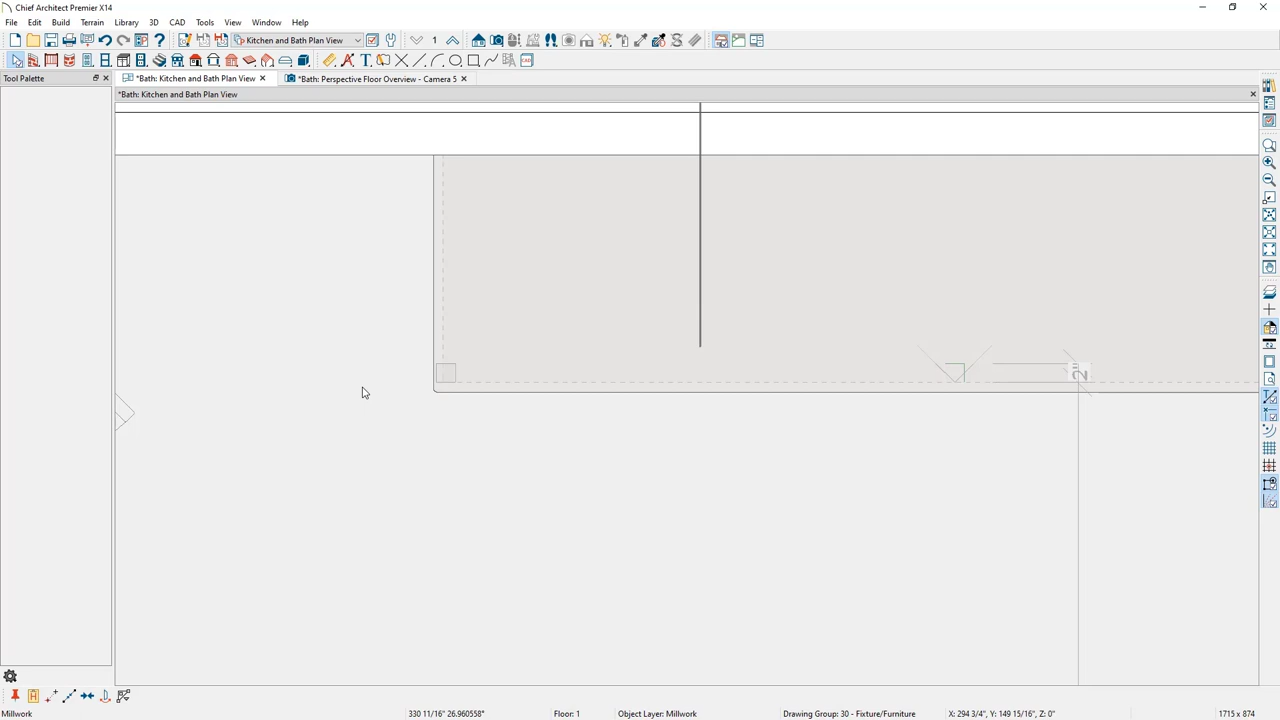 Chief Architect Premier X14
File Edit Build Terrain Library 3D CAD Tools View Window Help
Kitchen and Bath Plan View 1
Tool Palette
*Bath: Kitchen and Bath Plan View
*Bath: Perspective Floor Overview - Camera 5
*Bath: Kitchen and Bath Plan View
2"
Millwork
330 11/16" 26.960558°
Floor: 1
Object Layer: Millwork
Drawing Group: 30 - Fixture/Furniture
X: 294 3/4", Y: 149 15/16", Z: 0"
1715 x 874